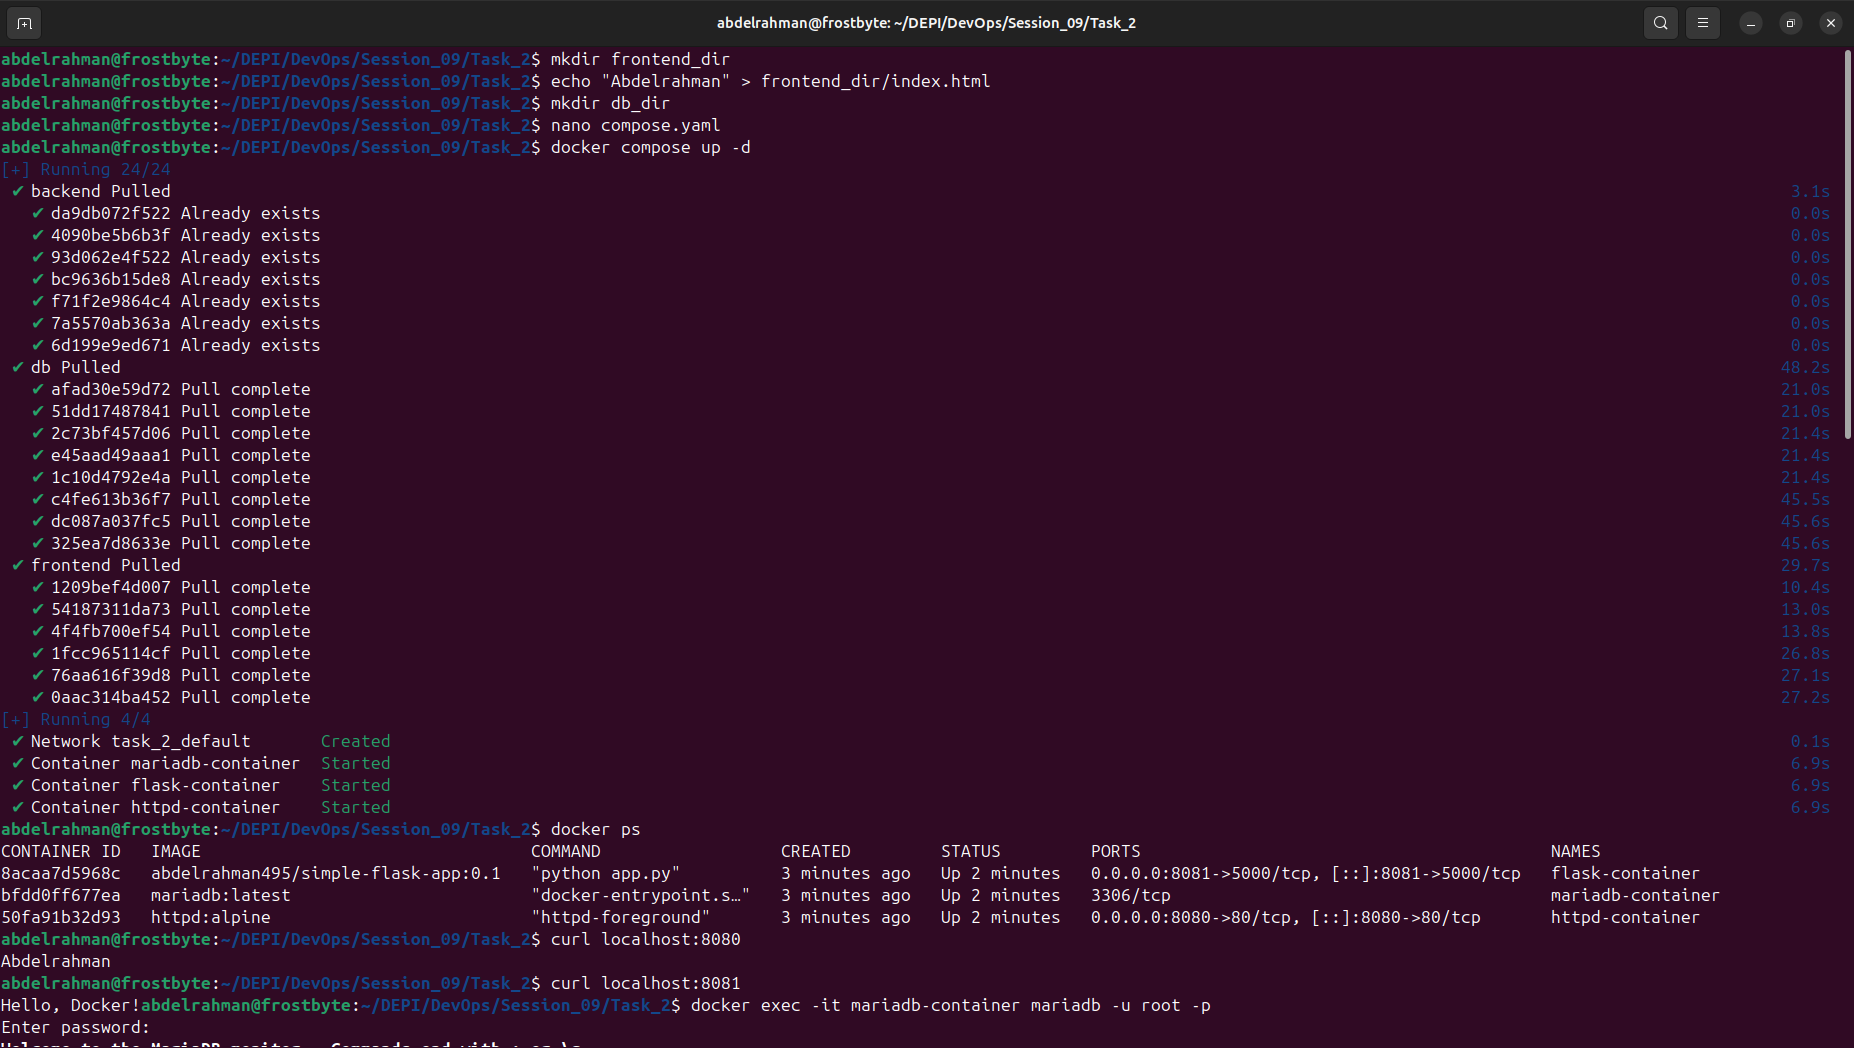 abdelrahman@frostbyte: ~/DEPI/DevOps/Session_09/Task_2
abdelrahman@frostbyte:~/DEPI/DevOps/Session_09/Task_2$ mkdir frontend_dir
abdelrahman@frostbyte:~/DEPI/DevOps/Session_09/Task_2$ echo "Abdelrahman" > frontend_dir/index.html
abdelrahman@frostbyte:~/DEPI/DevOps/Session_09/Task_2$ mkdir db_dir
abdelrahman@frostbyte:~/DEPI/DevOps/Session_09/Task_2$ nano compose.yaml
abdelrahman@frostbyte:~/DEPI/DevOps/Session_09/Task_2$ docker compose up -d
[+] Running 24/24
✔ backend Pulled 3.1s
✔ da9db072f522 Already exists 0.0s
✔ 4090be5b6b3f Already exists 0.0s
✔ 93d062e4f522 Already exists 0.0s
✔ bc9636b15de8 Already exists 0.0s
✔ f71f2e9864c4 Already exists 0.0s
✔ 7a5570ab363a Already exists 0.0s
✔ 6d199e9ed671 Already exists 0.0s
✔ db Pulled 48.2s
✔ afad30e59d72 Pull complete 21.0s
✔ 51dd17487841 Pull complete 21.0s
✔ 2c73bf457d06 Pull complete 21.4s
✔ e45aad49aaa1 Pull complete 21.4s
✔ 1c10d4792e4a Pull complete 21.4s
✔ c4fe613b36f7 Pull complete 45.5s
✔ dc087a037fc5 Pull complete 45.6s
✔ 325ea7d8633e Pull complete 45.6s
✔ frontend Pulled 29.7s
✔ 1209bef4d007 Pull complete 10.4s
✔ 54187311da73 Pull complete 13.0s
✔ 4f4fb700ef54 Pull complete 13.8s
✔ 1fcc965114cf Pull complete 26.8s
✔ 76aa616f39d8 Pull complete 27.1s
✔ 0aac314ba452 Pull complete 27.2s
[+] Running 4/4
✔ Network task_2_default Created 0.1s
✔ Container mariadb-container Started 6.9s
✔ Container flask-container Started 6.9s
✔ Container httpd-container Started 6.9s
abdelrahman@frostbyte:~/DEPI/DevOps/Session_09/Task_2$ docker ps
CONTAINER ID IMAGE COMMAND CREATED STATUS PORTS NAMES
8acaa7d5968c abdelrahman495/simple-flask-app:0.1 "python app.py" 3 minutes ago Up 2 minutes 0.0.0.0:8081->5000/tcp, [::]:8081->5000/tcp flask-container
bfdd0ff677ea mariadb:latest "docker-entrypoint.s…" 3 minutes ago Up 2 minutes 3306/tcp mariadb-container
50fa91b32d93 httpd:alpine "httpd-foreground" 3 minutes ago Up 2 minutes 0.0.0.0:8080->80/tcp, [::]:8080->80/tcp httpd-container
abdelrahman@frostbyte:~/DEPI/DevOps/Session_09/Task_2$ curl localhost:8080
Abdelrahman
abdelrahman@frostbyte:~/DEPI/DevOps/Session_09/Task_2$ curl localhost:8081
Hello, Docker!abdelrahman@frostbyte:~/DEPI/DevOps/Session_09/Task_2$ docker exec -it mariadb-container mariadb -u root -p
Enter password:
Welcome to the MariaDB monitor. Commands end with ; or \g.